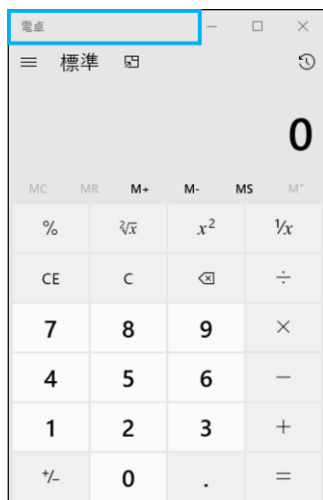 電卓
標準
0
MC MR M+ M- MS M˅
% ²√x x² ¹/x
CE C ÷
7 8 9 ×
4 5 6 −
1 2 3 +
+/- 0 . =